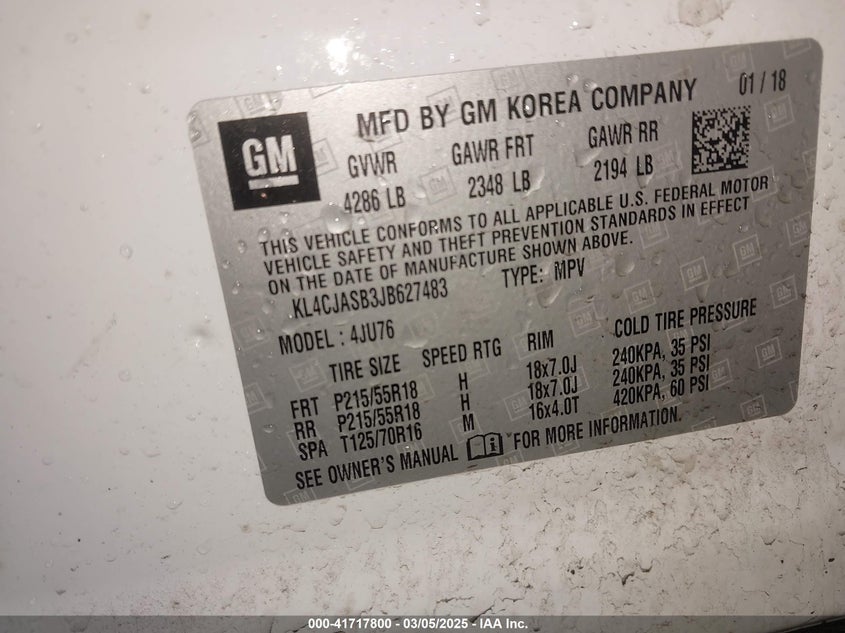 MFD BY GM KOREA COMPANY 01 / 18
GM
GVWR GAWR FRT GAWR RR
4286 LB 2348 LB 2194 LB
THIS VEHICLE CONFORMS TO ALL APPLICABLE U.S. FEDERAL MOTOR
VEHICLE SAFETY AND THEFT PREVENTION STANDARDS IN EFFECT
ON THE DATE OF MANUFACTURE SHOWN ABOVE.
KL4CJASB3JB627483 TYPE: MPV
MODEL : 4JU76
TIRE SIZE SPEED RTG RIM COLD TIRE PRESSURE
FRT P215/55R18 H 18x7.0J 240KPA, 35 PSI
RR P215/55R18 H 18x7.0J 240KPA, 35 PSI
SPA T125/70R16 M 16x4.0T 420KPA, 60 PSI
SEE OWNER'S MANUAL FOR MORE INFORMATION.
000-41717800 - 03/05/2025 - IAA Inc.